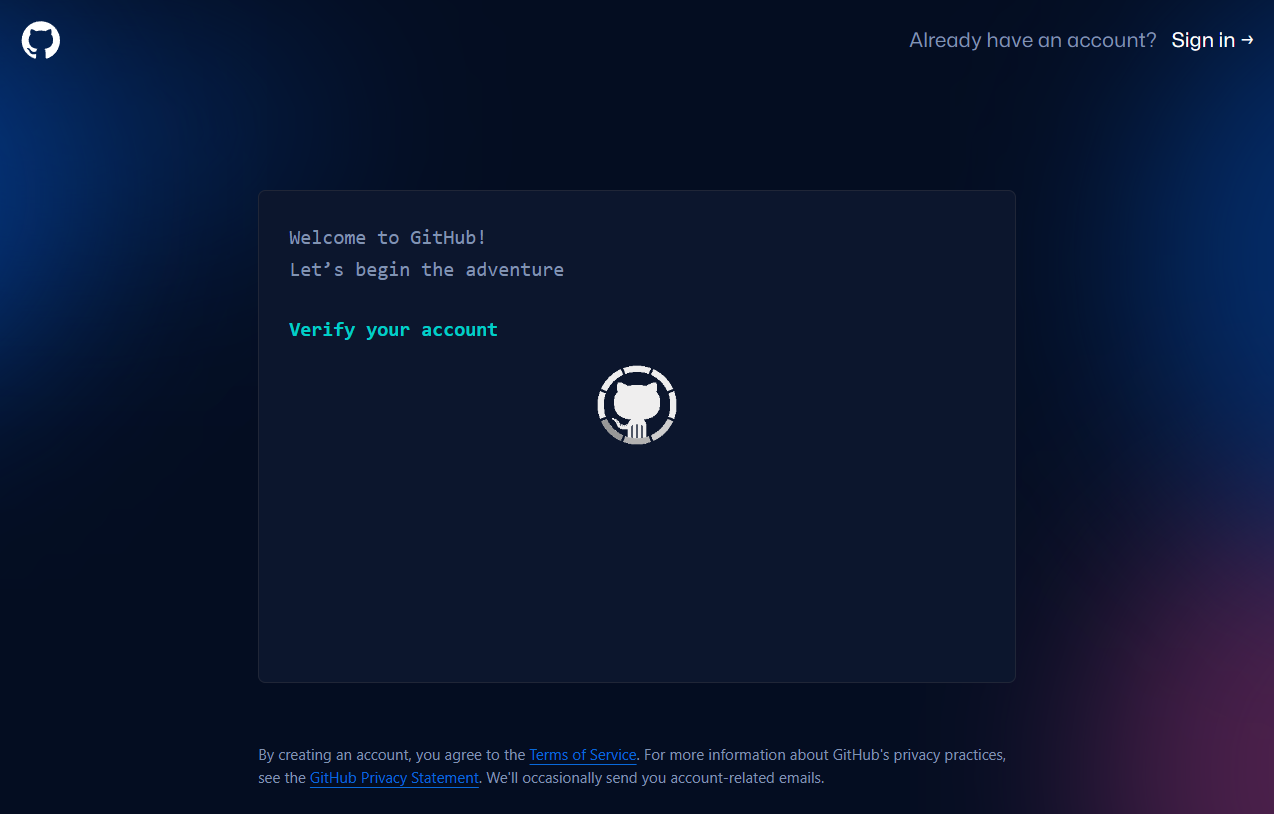 Already have an account? Sign in →
Welcome to GitHub!
Let’s begin the adventure
Verify your account
By creating an account, you agree to the Terms of Service. For more information about GitHub's privacy practices,
see the GitHub Privacy Statement. We'll occasionally send you account-related emails.